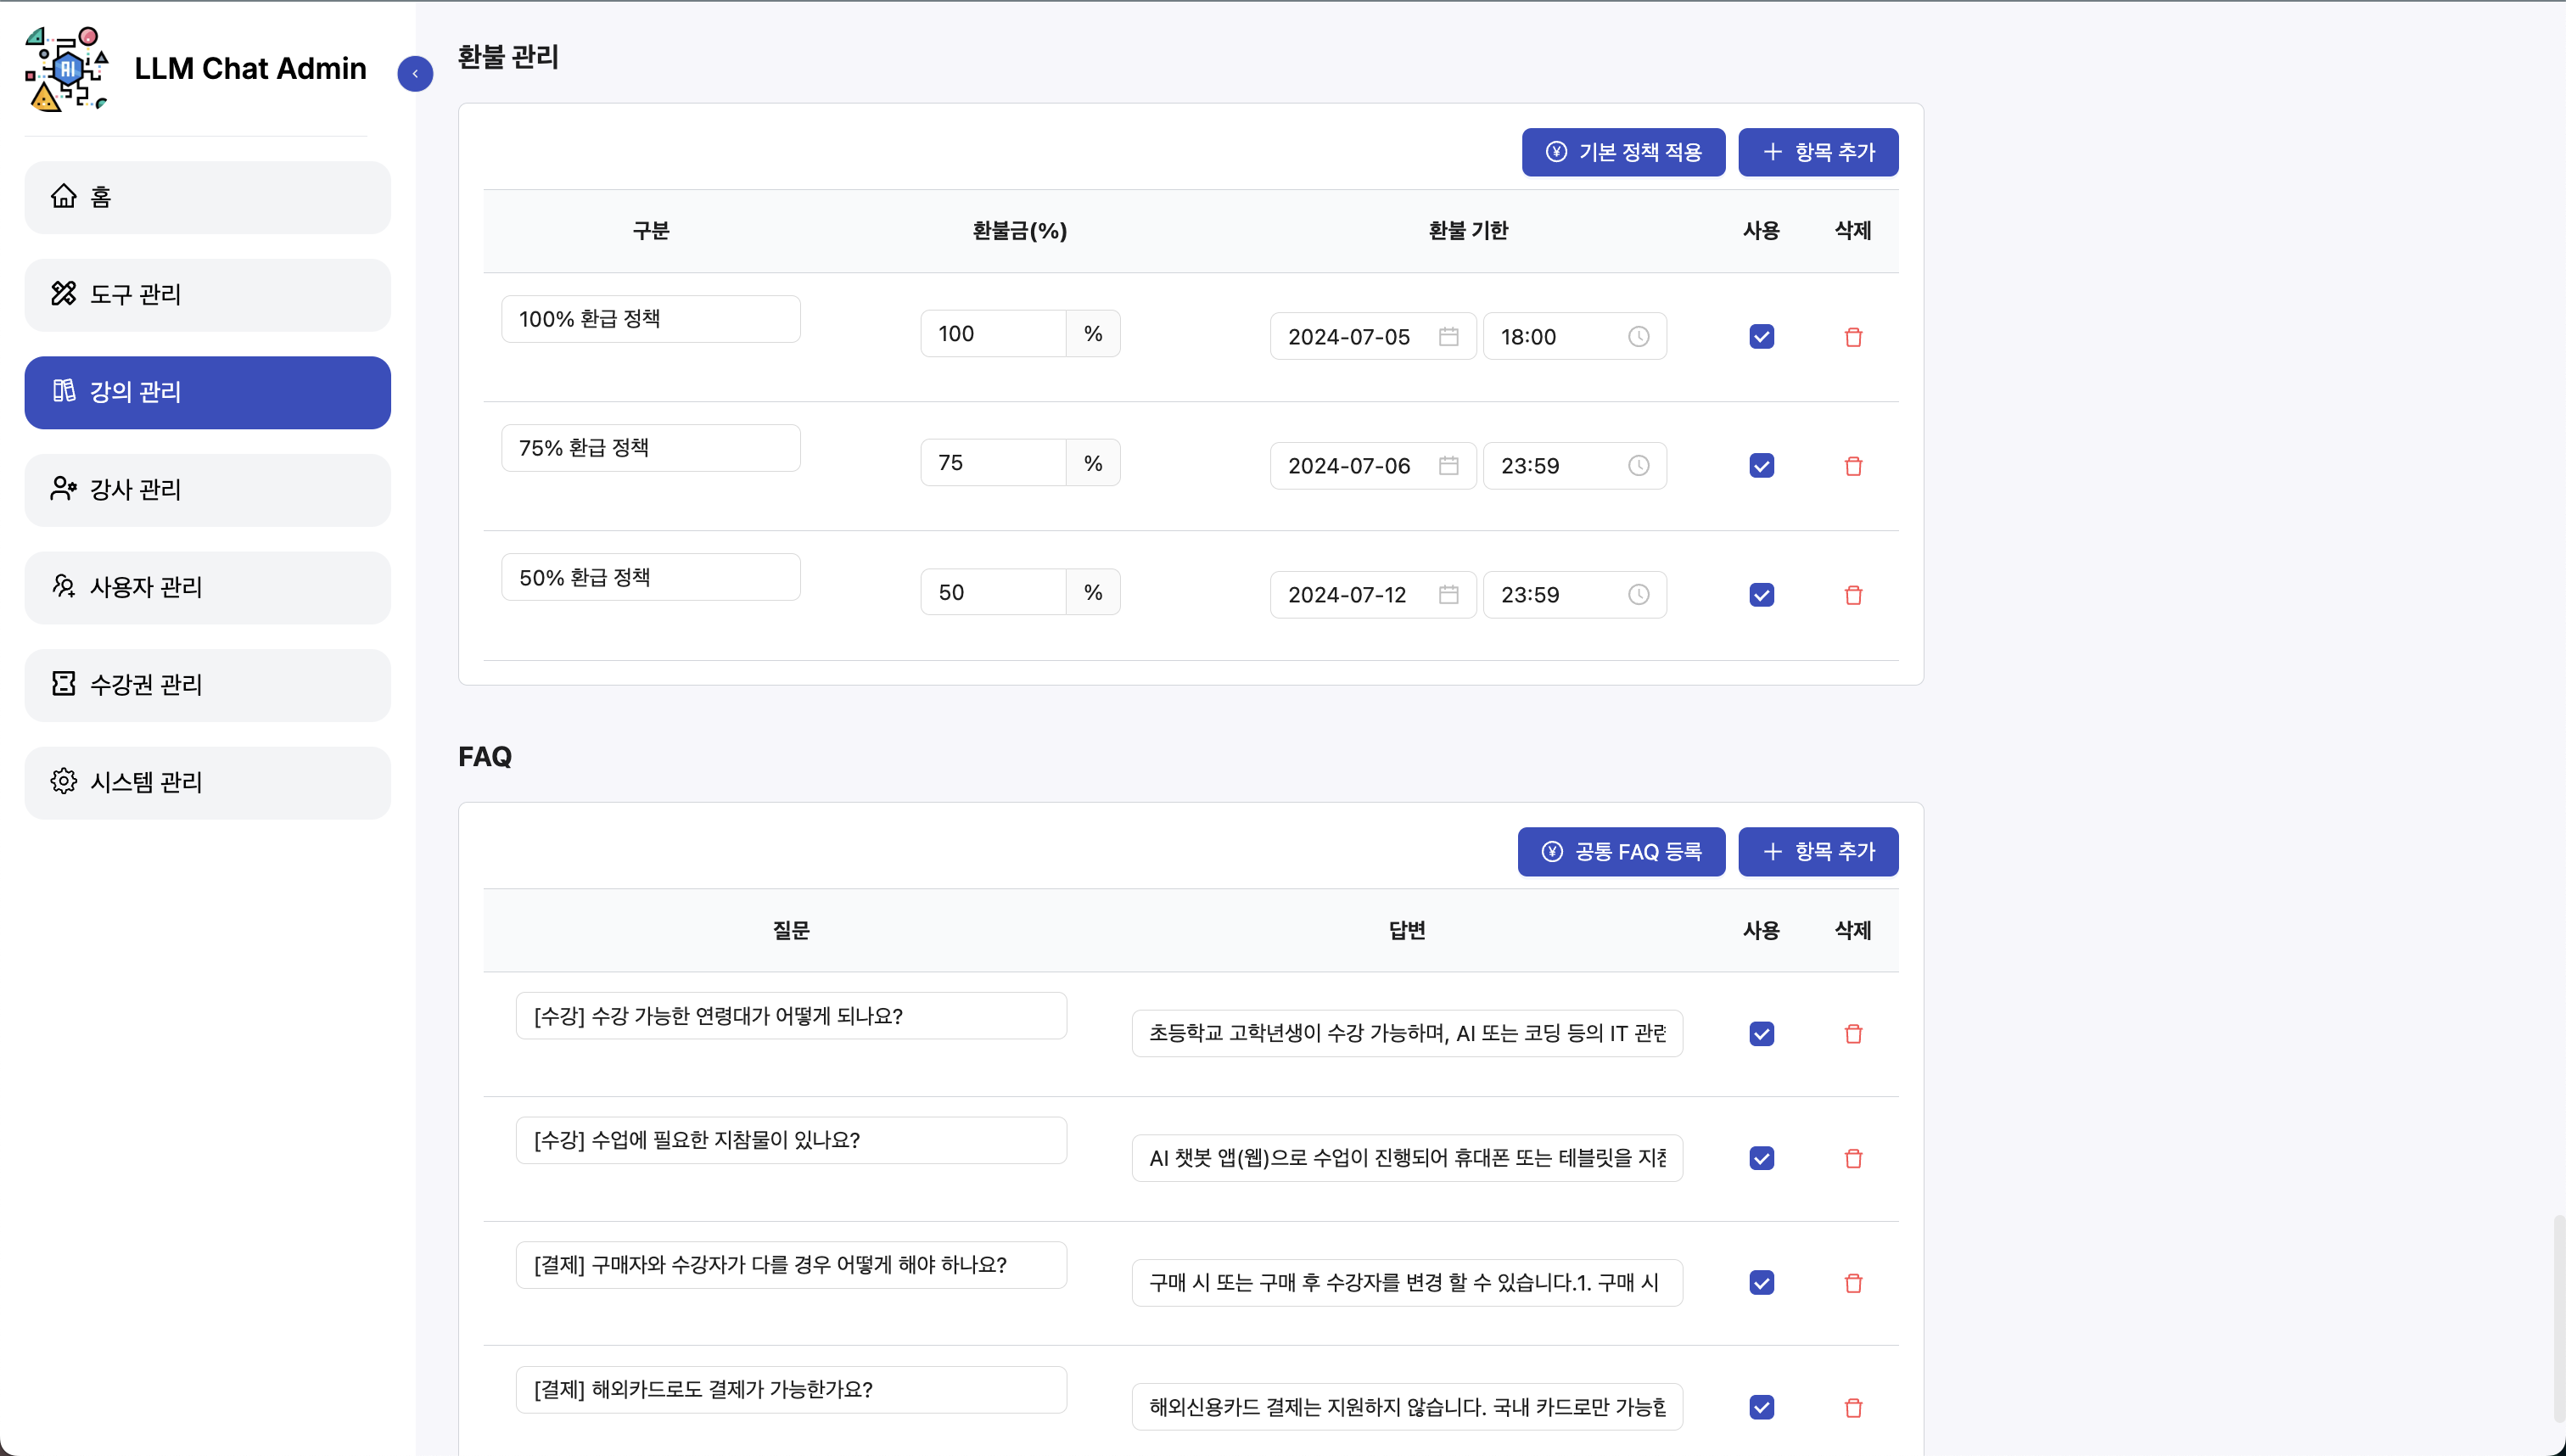 LLM Chat Admin
홈
도구 관리
강의 관리
강사 관리
사용자 관리
수강권 관리
시스템 관리
환불 관리
기본 정책 적용 항목 추가
구분 환불금(%) 환불 기한 사용 삭제
100% 환급 정책 100 % 2024-07-05 18:00
75% 환급 정책 75 % 2024-07-06 23:59
50% 환급 정책 50 % 2024-07-12 23:59
FAQ
공통 FAQ 등록 항목 추가
질문 답변 사용 삭제
[수강] 수강 가능한 연령대가 어떻게 되나요? 초등학교 고학년생이 수강 가능하며, AI 또는 코딩 등의 IT
[수강] 수업에 필요한 지참물이 있나요? AI 챗봇 앱(웹)으로 수업이 진행되어 휴대폰 또는 테블릿을
[결제] 구매자와 수강자가 다를 경우 어떻게 해야 하나요? 구매 시 또는 구매 후 수강자를 변경 할 수 있습니다.1. 구매 시
[결제] 해외카드로도 결제가 가능한가요? 해외신용카드 결제는 지원하지 않습니다. 국내 카드로만